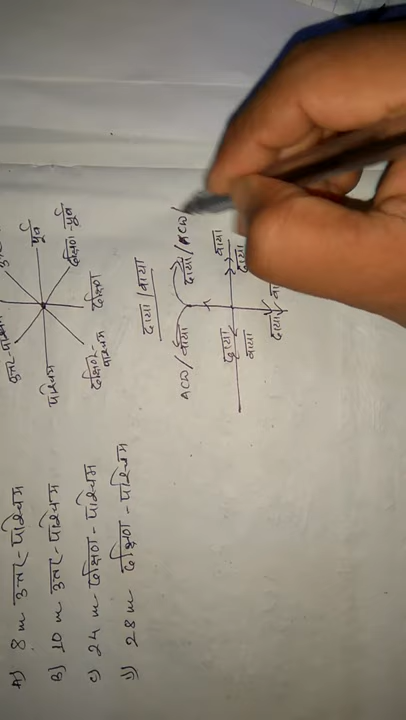 A) 8 m उत्तर-पश्चिम
B) 10 m उत्तर-पश्चिम
C) 24 m दक्षिण-पश्चिम
D) 28 m दक्षिण-पश्चिम
उत्तर-पश्चिम
पूर्व
दक्षिण-पूर्व
पश्चिम
दक्षिण
दक्षिण-पश्चिम
दाया/बाया
ACW/बाया
दाया/ACW/
बाया
दाया
दाया
बाया
दाया